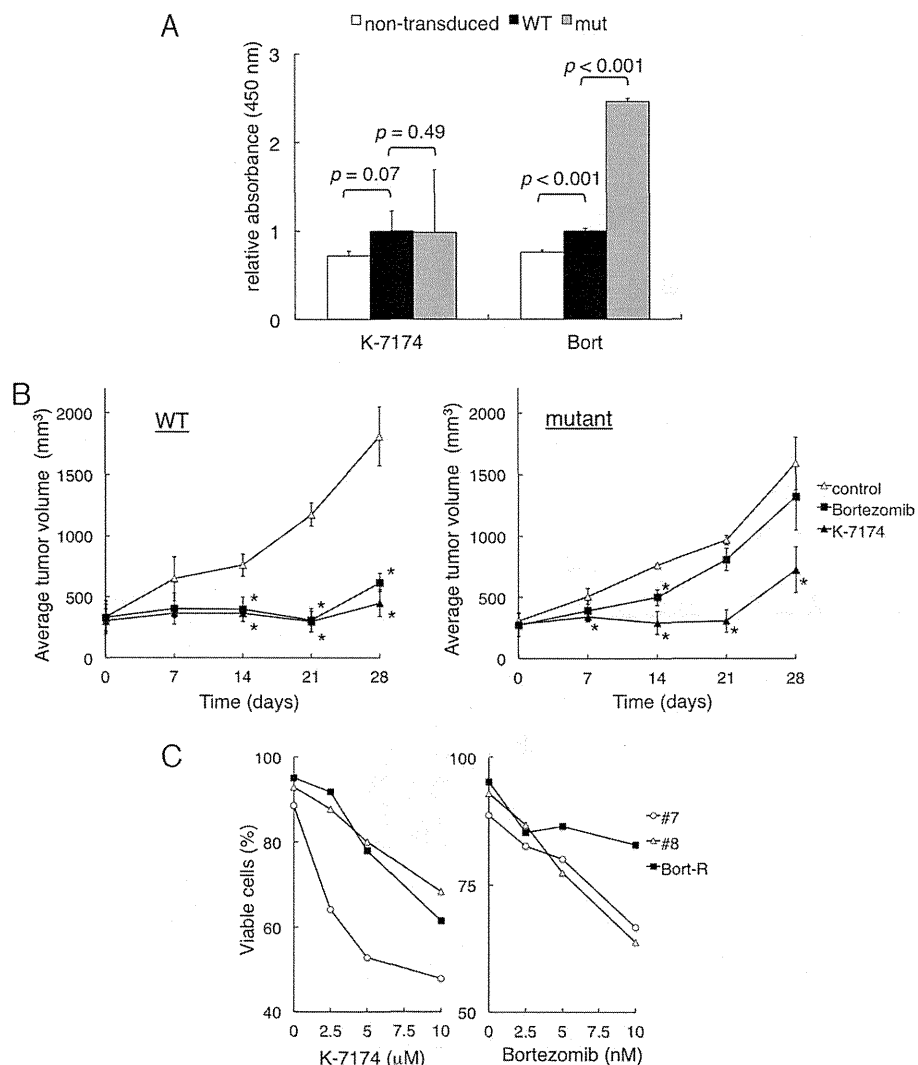 A
□non-transduced ■WT ■mut
relative absorbance (450 nm)
3
2
1
0
p = 0.07
p = 0.49
p < 0.001
p < 0.001
K-7174
Bort
B
WT
Average tumor volume (mm³)
2000
1500
1000
500
0
* * * * * *
0 7 14 21 28
Time (days)
mutant
Average tumor volume (mm³)
2000
1500
1000
500
0
* * * * *
0 7 14 21 28
Time (days)
control
Bortezomib
K-7174
C
Viable cells (%)
100
80
60
40
0 2.5 5 7.5 10
K-7174 (μM)
100
75
50
0 2.5 5 7.5 10
Bortezomib (nM)
#7
#8
Bort-R